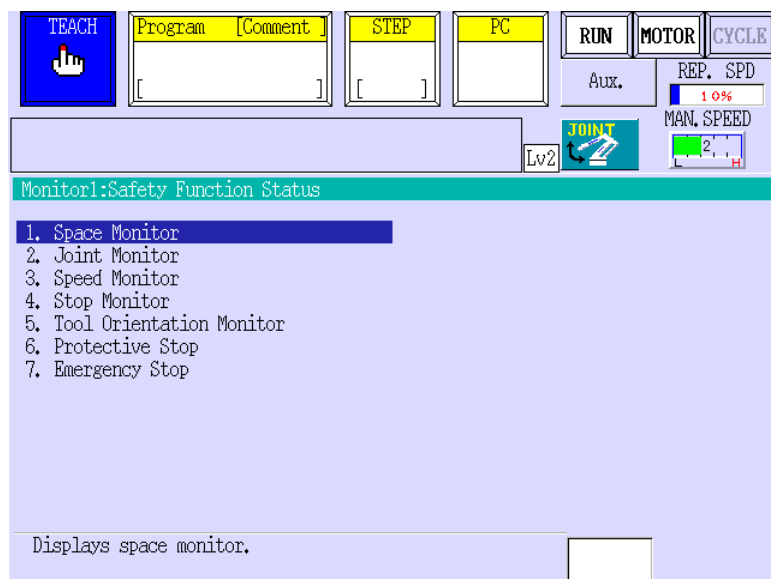 TEACH
Program [Comment ]
STEP
PC
RUN
MOTOR
CYCLE
[ ]
[ ]
Aux.
REP. SPD
10%
MAN. SPEED
JOINT
Lv2
2
L H
Monitor1:Safety Function Status
1. Space Monitor
2. Joint Monitor
3. Speed Monitor
4. Stop Monitor
5. Tool Orientation Monitor
6. Protective Stop
7. Emergency Stop
Displays space monitor.